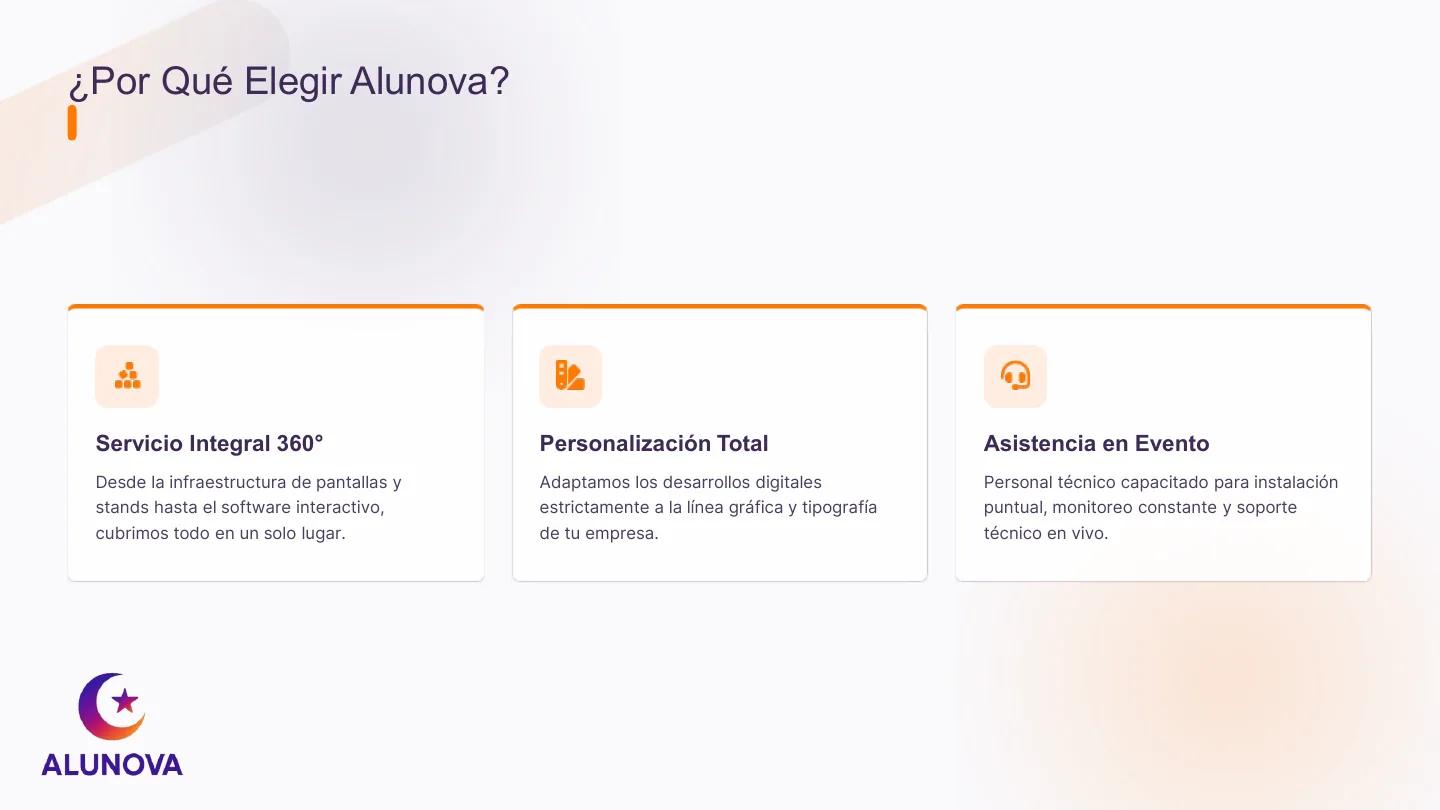 ¿Por Qué Elegir Alunova?
Servicio Integral 360°
Desde la infraestructura de pantallas y
stands hasta el software interactivo,
cubrimos todo en un solo lugar.
Personalización Total
Adaptamos los desarrollos digitales
estrictamente a la línea gráfica y tipografía
de tu empresa.
Asistencia en Evento
Personal técnico capacitado para instalación
puntual, monitoreo constante y soporte
técnico en vivo.
ALUNOVA